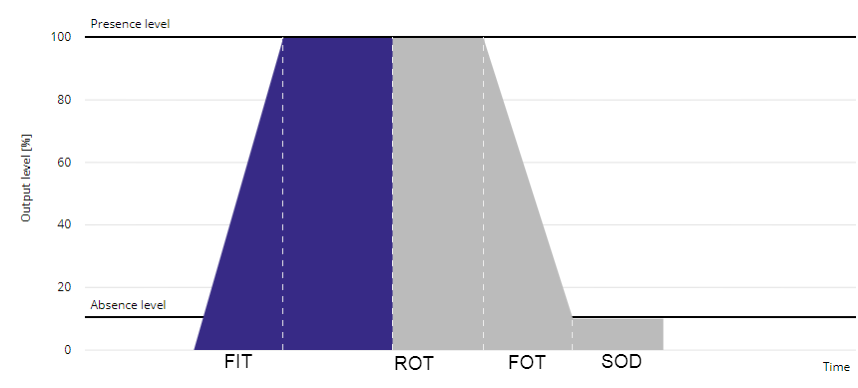 Presence level
100
80
60
40
20
0
Output level [%]
Absence level
FIT
ROT
FOT
SOD
Time